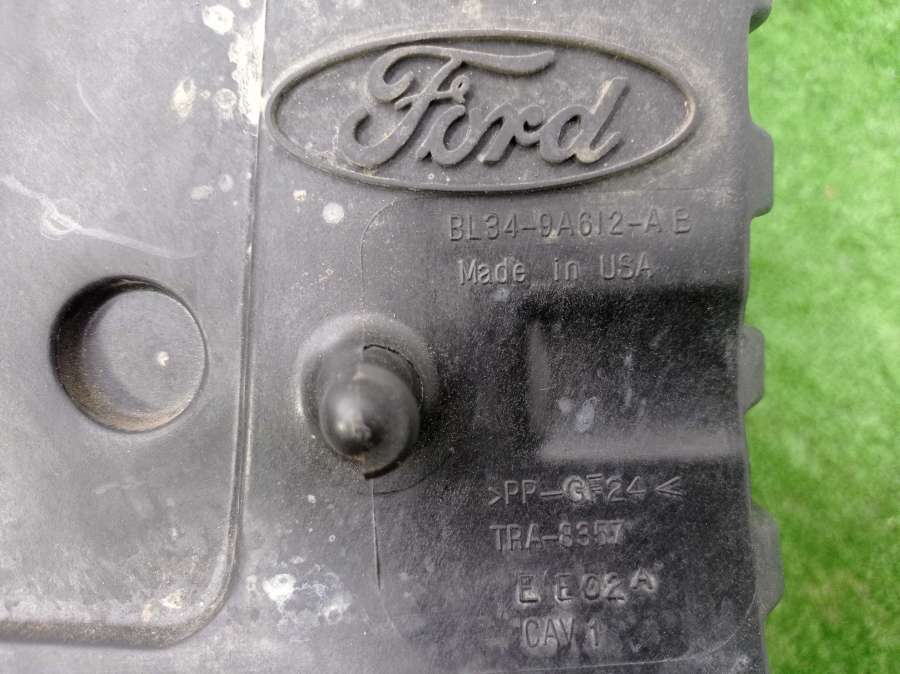 Ford
BL34-9A612-AB
Made in USA
>PP-GF24<
TRA-8357
E E02A
CAV 1